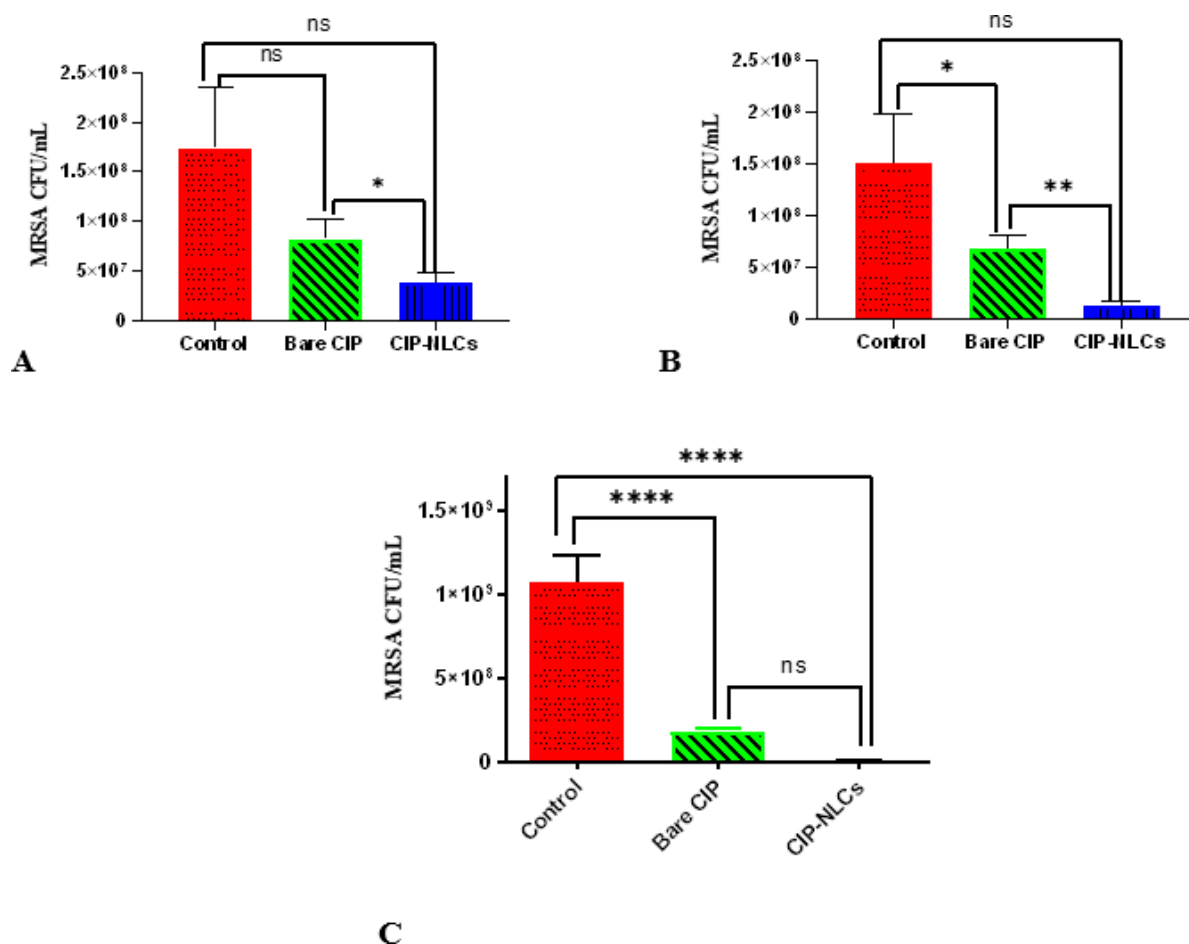 ns
ns
*
2.5×10⁸
2×10⁸
1.5×10⁸
1×10⁸
5×10⁷
0
MRSA CFU/mL
Control Bare CIP CIP-NLCs
A
ns
*
**
2.5×10⁸
2×10⁸
1.5×10⁸
1×10⁸
5×10⁷
0
MRSA CFU/mL
Control Bare CIP CIP-NLCs
B
****
****
ns
1.5×10⁹
1×10⁹
5×10⁸
0
MRSA CFU/mL
Control
Bare CIP
CIP-NLCs
C